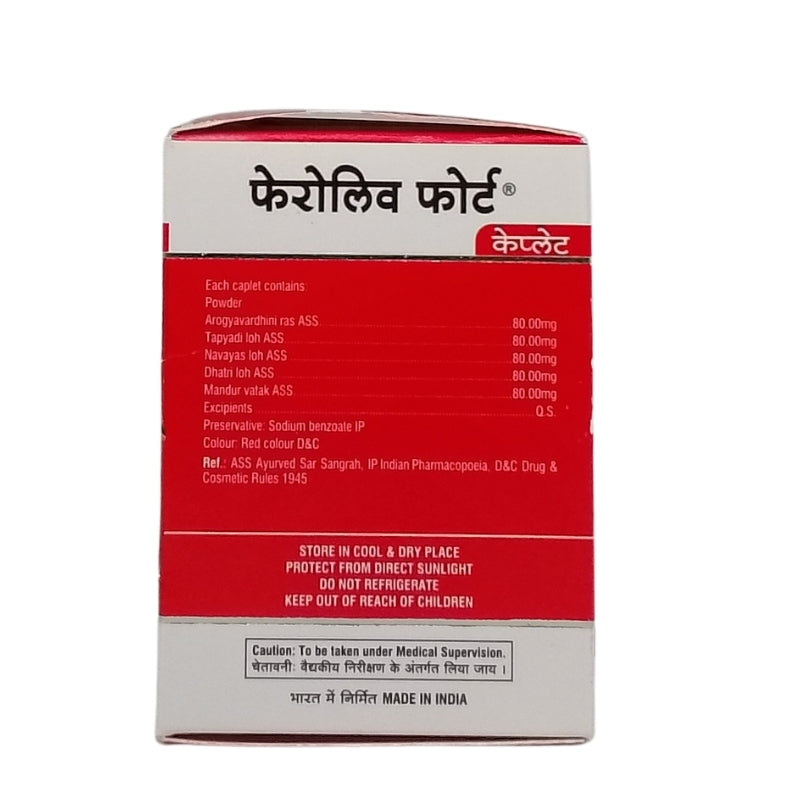 फेरोलिव फोर्ट®
केप्लेट
Each caplet contains
Powder
Arogyavardhini ras ASS 80.00mg
Tapyadi loh ASS 80.00mg
Navayas loh ASS 80.00mg
Dhatri loh ASS 80.00mg
Mandur vatak ASS 80.00mg
Excipients Q.S.
Preservative: Sodium benzoate IP
Colour: Red colour D&C
Ref.: ASS Ayurved Sar Sangrah, IP Indian Pharmacopoeia, D&C Drug &
Cosmetic Rules 1945
STORE IN COOL & DRY PLACE
PROTECT FROM DIRECT SUNLIGHT
DO NOT REFRIGERATE
KEEP OUT OF REACH OF CHILDREN
Caution: To be taken under Medical Supervision.
चेतावनी: वैद्यकीय निरीक्षण के अंतर्गत लिया जाय ।
भारत में निर्मित MADE IN INDIA